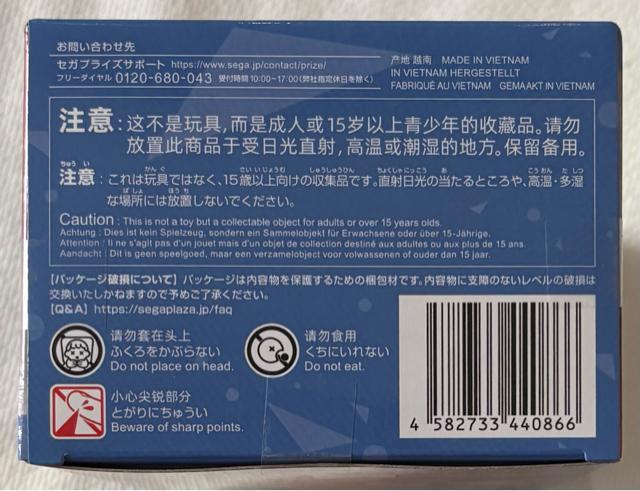 お問い合わせ先
セガプライズサポート https://www.sega.jp/contact/prize/
フリーダイヤル 0120-680-043 受付時間 10:00~17:00(弊社指定休日を除く)
产地 越南 MADE IN VIETNAM
IN VIETNAM HERGESTELLT
FABRIQUÉ AU VIETNAM GEMAAKT IN VIETNAM
注意:这不是玩具,而是成人或15岁以上青少年的收藏品。请勿
放置此商品于受日光直射,高温或潮湿的地方。保留备用。
注意:これは玩具ではなく、15歳以上向けの収集品です。直射日光の当たるところや、高温・多湿
な場所には放置しないでください。
Caution : This is not a toy but a collectable object for adults or over 15 years olds.
Achtung : Dies ist kein Spielzeug, sondern ein Sammelobjekt für Erwachsene oder über 15-Jährige.
Attention : Il ne s'agit pas d'un jouet mais d'un objet de collection destiné aux adultes ou aux plus de 15 ans.
Aandacht : Dit is geen speelgoed, maar een verzamelobject voor volwassenen of ouder dan 15 jaar.
【パッケージ破損について】パッケージは内容物を保護するための梱包材です。内容物に支障のないレベルの破損は
交換いたしかねますので予めご了承ください。
【Q&A】https://segaplaza.jp/faq
请勿套在头上
ふくろをかぶらない
Do not place on head.
请勿食用
くちにいれない
Do not eat.
小心尖锐部分
とがりにちゅうい
Beware of sharp points.
4 582733 440866